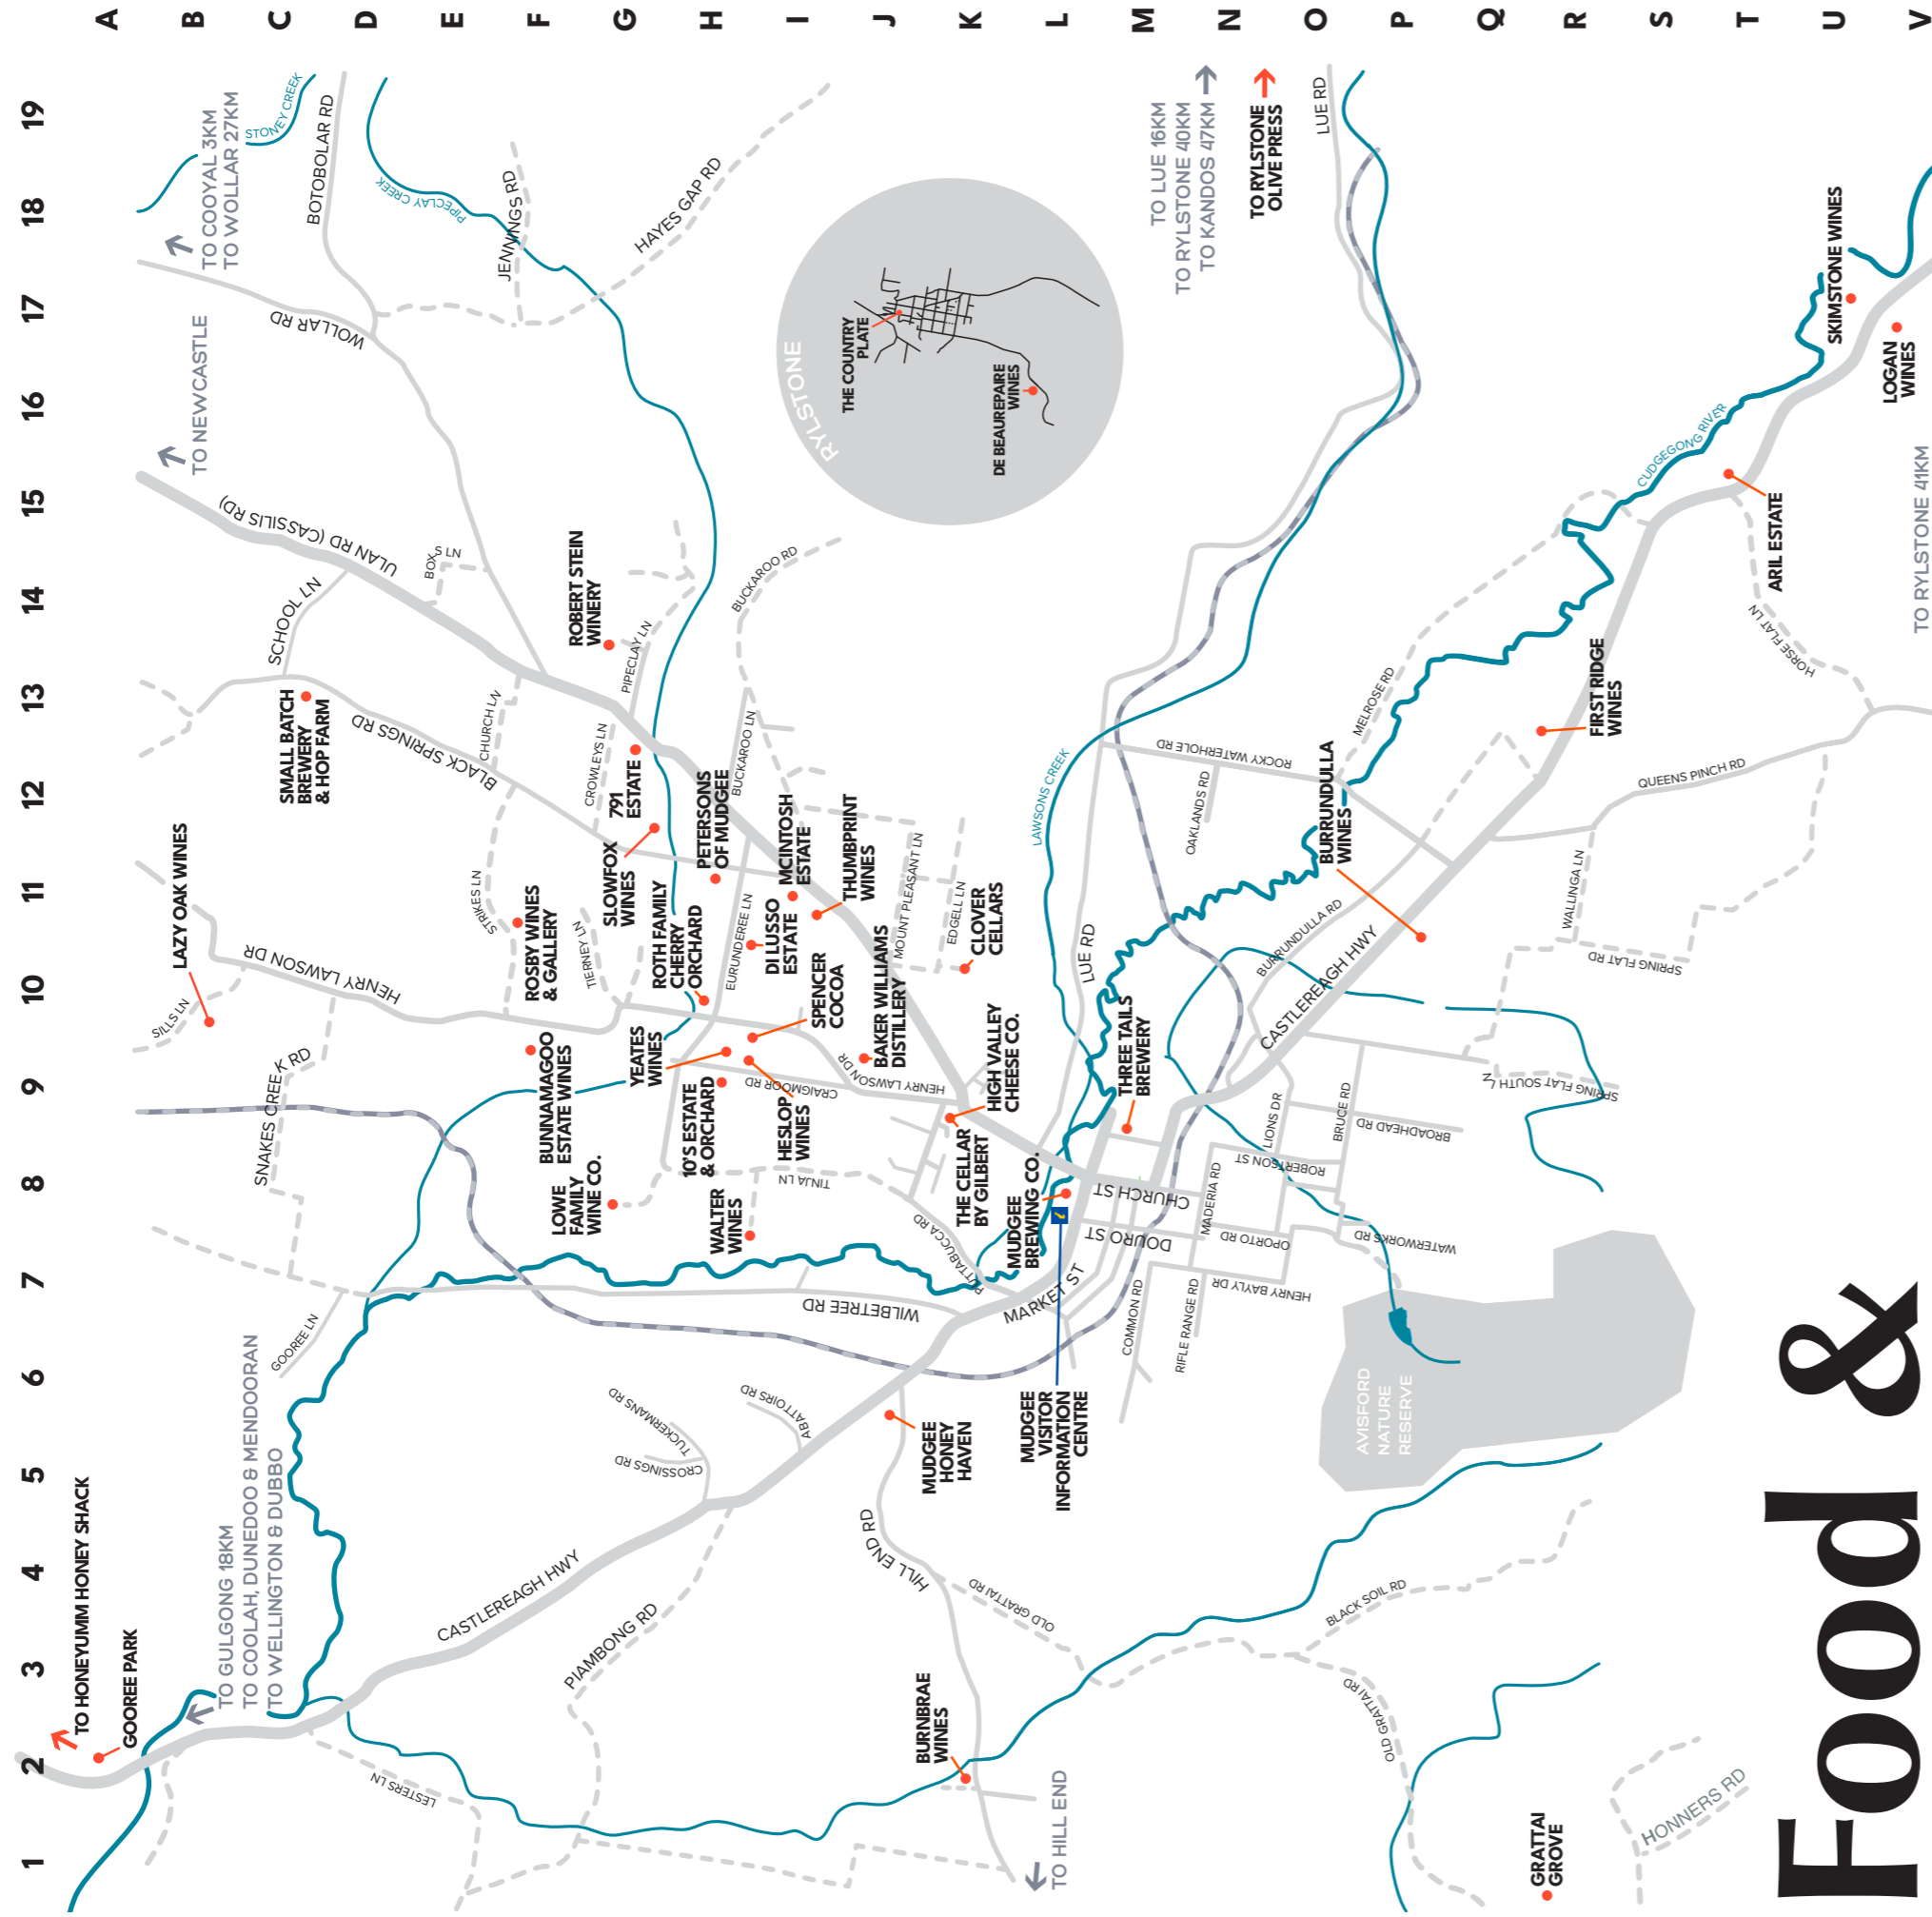 A
B
C
D
E
F
G
H
I
J
K
L
M
N
O
P
Q
R
S
T
U
V
19
18
17
16
15
14
13
12
11
10
9
8
7
6
5
4
3
2
1
TO COOYAL 3KM
TO WOLLAR 27KM
STONEY CREEK
BOTOBOLAR RD
PIPECLAY CREEK
JENNINGS RD
HAYES GAP RD
WOLLAR RD
TO NEWCASTLE
ULAN RD (CASSILIS RD)
SCHOOL LN
BOX'S LN
ROBERT STEIN
WINERY
PIPECLAY LN
BUCKAROO RD
RYLSTONE
THE COUNTRY
PLATE
DE BEAUREPAIRE
WINES
TO LUE 16KM
TO RYLSTONE 40KM
TO KANDOS 47KM
TO RYLSTONE
OLIVE PRESS
LUE RD
SKIMSTONE WINES
LOGAN
WINES
CUDGEGONG RIVER
TO RYLSTONE 41KM
ARIL ESTATE
HORSE FLAT LN
FIRST RIDGE
WINES
MELROSE RD
QUEENS PINCH RD
ROCKY WATERHOLE RD
OAKLANDS RD
BURRUNDULLA
WINES
LAWSONS CREEK
SMALL BATCH
BREWERY
& HOP FARM
BLACK SPRINGS RD
CHURCH LN
CROWLEYS LN
791
ESTATE
BUCKAROO LN
PETERSONS
OF MUDGEE
MCINTOSH
ESTATE
THUMBPRINT
WINES
MOUNT PLEASANT LN
EDGELL LN
CLOVER
CELLARS
LAZY OAK WINES
SILLS LN
HENRY LAWSON DR
STRIKES LN
ROSBY WINES
& GALLERY
TIERNEY LN
SLOWFOX
WINES
ROTH FAMILY
CHERRY
ORCHARD
EURUNDEREE LN
DI LUSSO
ESTATE
SPENCER
COCOA
BAKER WILLIAMS
DISTILLERY
HENRY LAWSON DR
SNAKES CREEK RD
BUNNAMAGOO
ESTATE WINES
YEATES
WINES
CRAIGMOOR RD
10'S ESTATE
& ORCHARD
HESLOP
WINES
HIGH VALLEY
CHEESE CO.
THE CELLAR
BY GILBERT
LUE RD
THREE TAILS
BREWERY
BURRUNDULLA RD
CASTLEREAGH HWY
WALLINGA LN
SPRING FLAT RD
SPRING FLAT SOUTH LN
LIONS DR
BRUCE RD
BROADHEAD RD
ROBERTSON ST
MADERIA RD
OPORTO RD
WATERWORKS RD
HENRY BAYLY DR
RIFLE RANGE RD
COMMON RD
CHURCH ST
DOURO ST
MARKET ST
MUDGEE
BREWING CO.
PUTTABUCCA RD
TINJA LN
LOWE
FAMILY
WINE CO.
WALTER
WINES
WILBETREE RD
GOOREE LN
TUCKERMANS RD
ABATTOIRS RD
CROSSINGS RD
MUDGEE
HONEY
HAVEN
MUDGEE
VISITOR
INFORMATION
CENTRE
AVISFORD
NATURE
RESERVE
TO HONEYUMM HONEY SHACK
GOOREE PARK
TO GULGONG 18KM
TO COOLAH, DUNEDOO & MENDOORAN
TO WELLINGTON & DUBBO
CASTLEREAGH HWY
PIAMBONG RD
LESTERS LN
HILL END RD
OLD GRATTAI RD
BLACK SOIL RD
OLD GRATTAI RD
OLD GRATTAI RD
BURNBRAE
WINES
TO HILL END
GRATTAI
GROVE
HONNERS RD
Food &